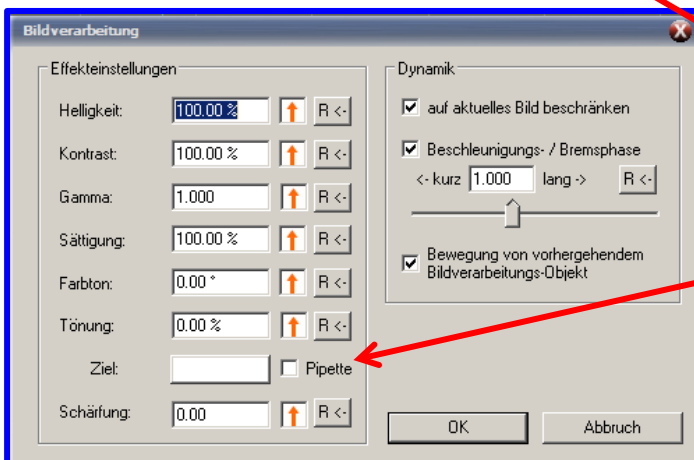 Bildverarbeitung
Effekteinstellungen
Helligkeit: 100.00 % R <-
Kontrast: 100.00 % R <-
Gamma: 1.000 R <-
Sättigung: 100.00 % R <-
Farbton: 0.00 ° R <-
Tönung: 0.00 % R <-
Ziel: Pipette
Schärfung: 0.00 R <-
Dynamik
auf aktuelles Bild beschränken
Beschleunigungs- / Bremsphase
<- kurz 1.000 lang -> R <-
Bewegung von vorhergehendem
Bildverarbeitungs-Objekt
OK Abbruch